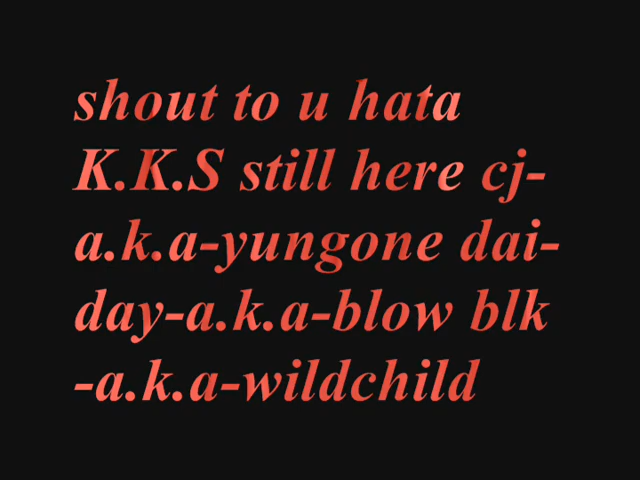 shout to u hata
K.K.S still here cj-
a.k.a-yungone dai-
day-a.k.a-blow blk
-a.k.a-wildchild